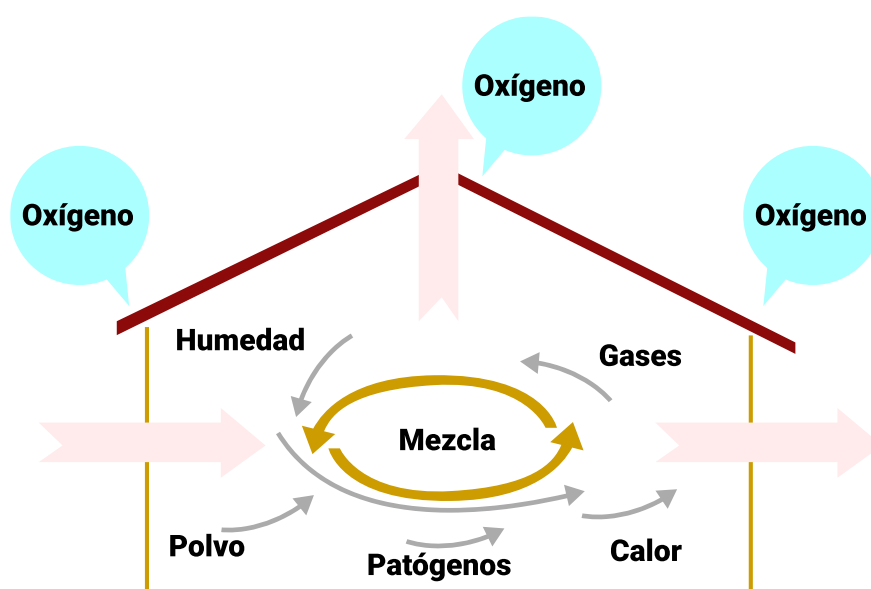 Oxígeno
Oxígeno
Oxígeno
Humedad
Gases
Mezcla
Polvo
Patógenos
Calor